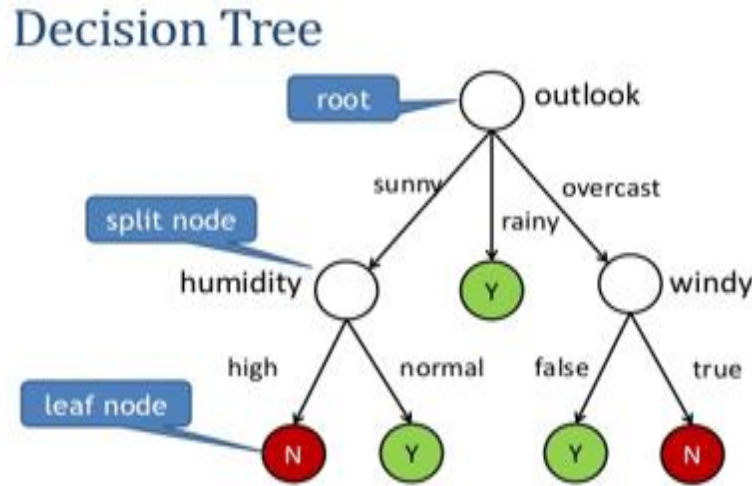 Decision Tree
root
outlook
sunny
rainy
overcast
split node
humidity
Y
windy
high
normal
false
true
leaf node
N
Y
Y
N